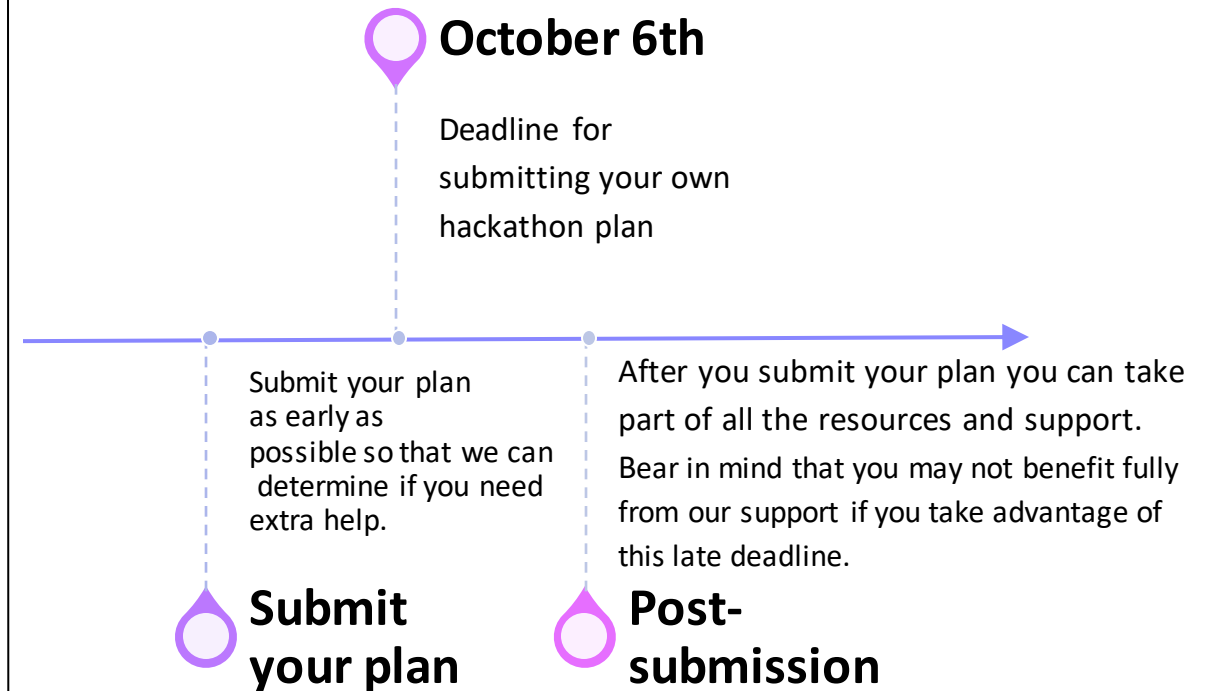 October 6th
Deadline for
submitting your own
hackathon plan
Submit your plan
as early as
possible so that we can
determine if you need
extra help.
Submit
your plan
After you submit your plan you can take
part of all the resources and support.
Bear in mind that you may not benefit fully
from our support if you take advantage of
this late deadline.
Post-
submission